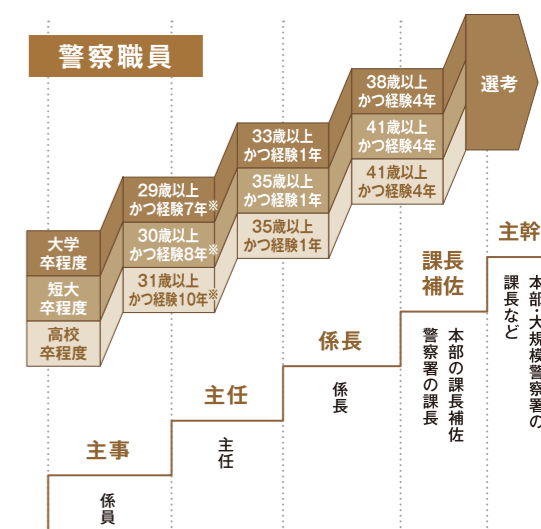 警察職員
大学
卒程度
短大
卒程度
高校
卒程度
29歳以上
かつ経験7年※
30歳以上
かつ経験8年※
31歳以上
かつ経験10年※
33歳以上
かつ経験1年
35歳以上
かつ経験1年
35歳以上
かつ経験1年
38歳以上
かつ経験4年
41歳以上
かつ経験4年
41歳以上
かつ経験4年
選考
主事
係員
主任
主任
係長
係長
課長
補佐
本部の課長補佐
警察署の課長
主幹
本部・大規模警察署の
課長など